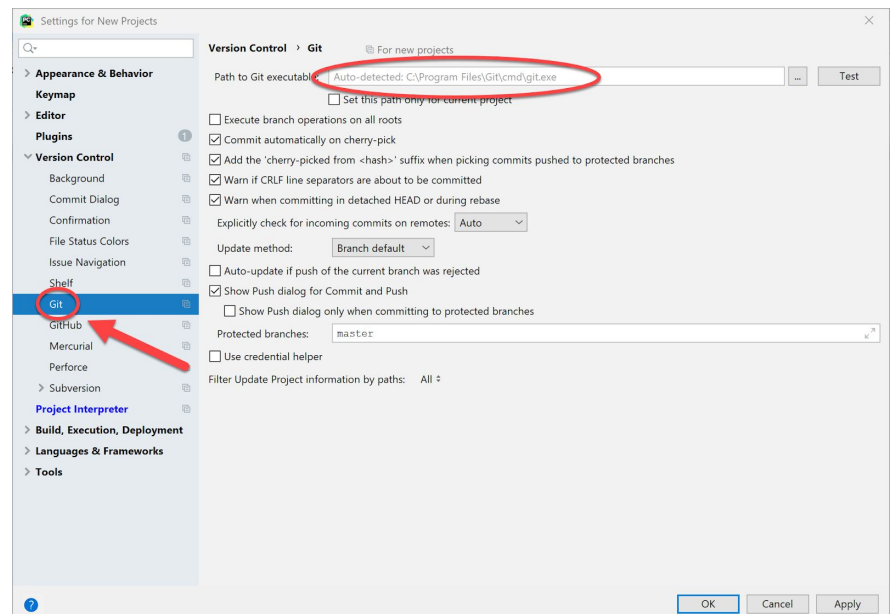 Settings for New Projects
Version Control › Git For new projects
Appearance & Behavior
Keymap
Editor
Plugins 1
Version Control
Background
Commit Dialog
Confirmation
File Status Colors
Issue Navigation
Shelf
Git
GitHub
Mercurial
Perforce
Subversion
Project Interpreter
Build, Execution, Deployment
Languages & Frameworks
Tools
Path to Git executable: Auto-detected: C:\Program Files\Git\cmd\git.exe ... Test
Set this path only for current project
Execute branch operations on all roots
Commit automatically on cherry-pick
Add the 'cherry-picked from <hash>' suffix when picking commits pushed to protected branches
Warn if CRLF line separators are about to be committed
Warn when committing in detached HEAD or during rebase
Explicitly check for incoming commits on remotes: Auto
Update method: Branch default
Auto-update if push of the current branch was rejected
Show Push dialog for Commit and Push
Show Push dialog only when committing to protected branches
Protected branches: master
Use credential helper
Filter Update Project information by paths: All
? OK Cancel Apply